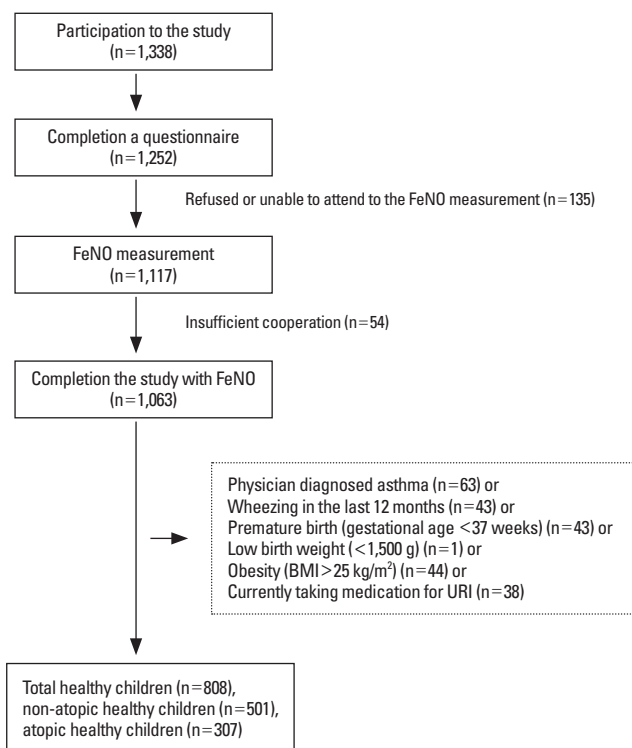 Participation to the study
(n=1,338)
Completion a questionnaire
(n=1,252)
Refused or unable to attend to the FeNO measurement (n=135)
FeNO measurement
(n=1,117)
Insufficient cooperation (n=54)
Completion the study with FeNO
(n=1,063)
Physician diagnosed asthma (n=63) or
Wheezing in the last 12 months (n=43) or
Premature birth (gestational age <37 weeks) (n=43) or
Low birth weight (<1,500 g) (n=1) or
Obesity (BMI>25 kg/m²) (n=44) or
Currently taking medication for URI (n=38)
Total healthy children (n=808),
non-atopic healthy children (n=501),
atopic healthy children (n=307)